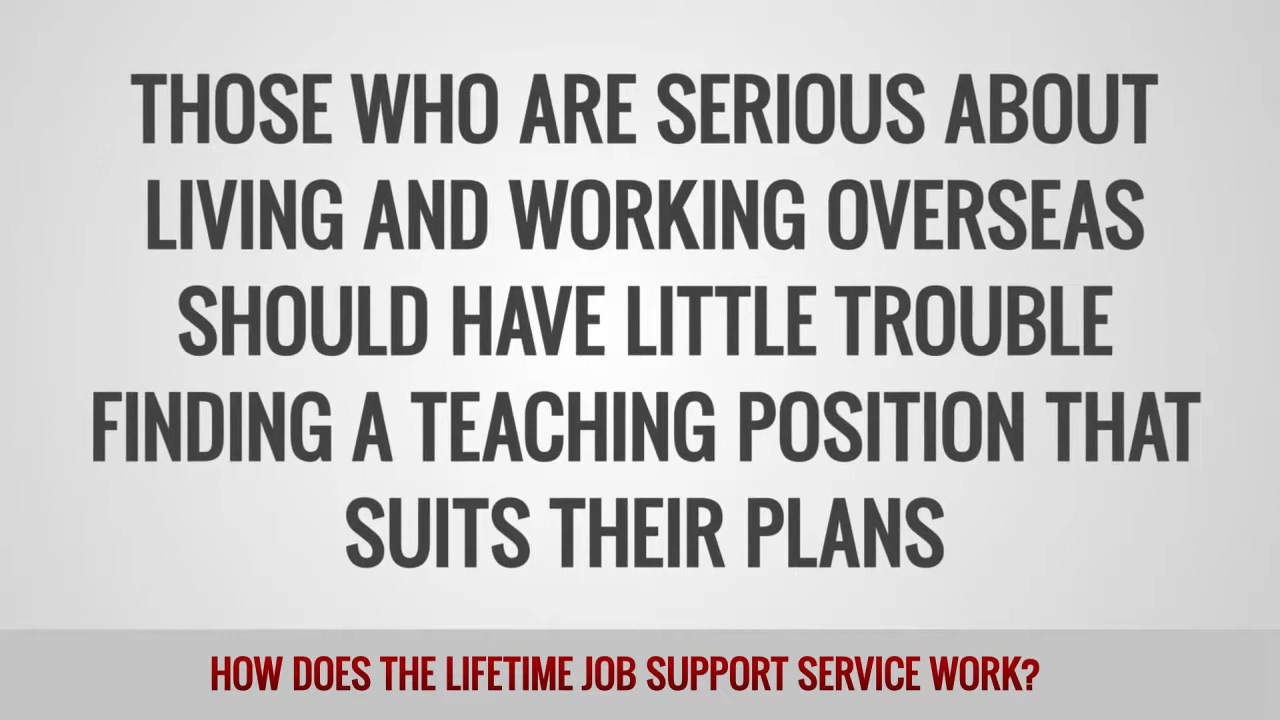 THOSE WHO ARE SERIOUS ABOUT
LIVING AND WORKING OVERSEAS
SHOULD HAVE LITTLE TROUBLE
FINDING A TEACHING POSITION THAT
SUITS THEIR PLANS
HOW DOES THE LIFETIME JOB SUPPORT SERVICE WORK?